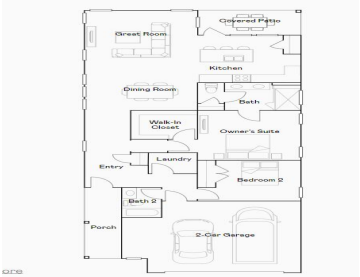 Covered Patio
Great Room
Kitchen
Dining Room
Bath
Walk-In
Closet
Owner's Suite
Laundry
Entry
Bedroom 2
Bath 2
Porch
2-Car Garage